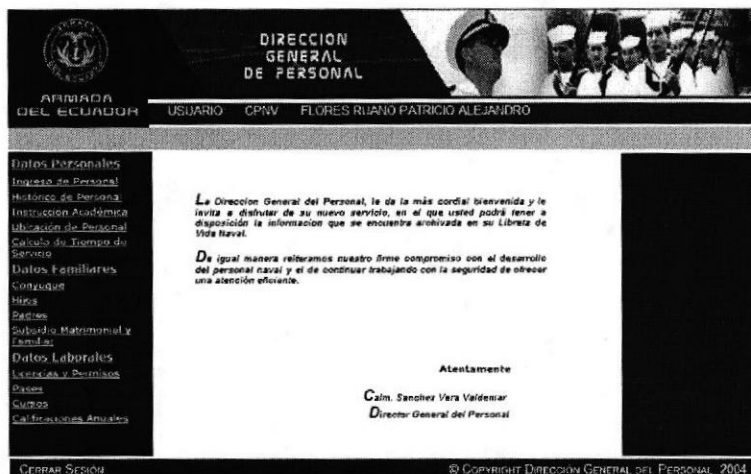 DIRECCION
GENERAL
DE PERSONAL
ARMADA
DEL ECUADOR
USUARIO CPNV FLORES RUANO PATRICIO ALEJANDRO
Datos Personales
Ingreso de Personal
Histórico de Personal
Instrucción Académica
Ubicación de Personal
Calculo de Tiempo de
Servicio
Datos Familiares
Conyugue
Hijos
Padres
Subsidio Matrimonial y
Familiar
Datos Laborales
Licencias y Permisos
Pases
Cursos
Calificaciones Anuales
La Direccion General del Personal, le da la más cordial bienvenida y le
invita a disfrutar de su nuevo servicio, en el que usted podrá tener a
disposición la informacion que se encuentra archivada en su Libreta de
Vida Naval.
De igual manera reiteramos nuestro firme compromiso con el desarrollo
del personal naval y el de continuar trabajando con la seguridad de ofrecer
una atención eficiente.
Atentamente
Calm. Sanchez Vera Valdemar
Director General del Personal
CERRAR SESIÓN
© COPYRIGHT DIRECCIÓN GENERAL DEL PERSONAL 2004